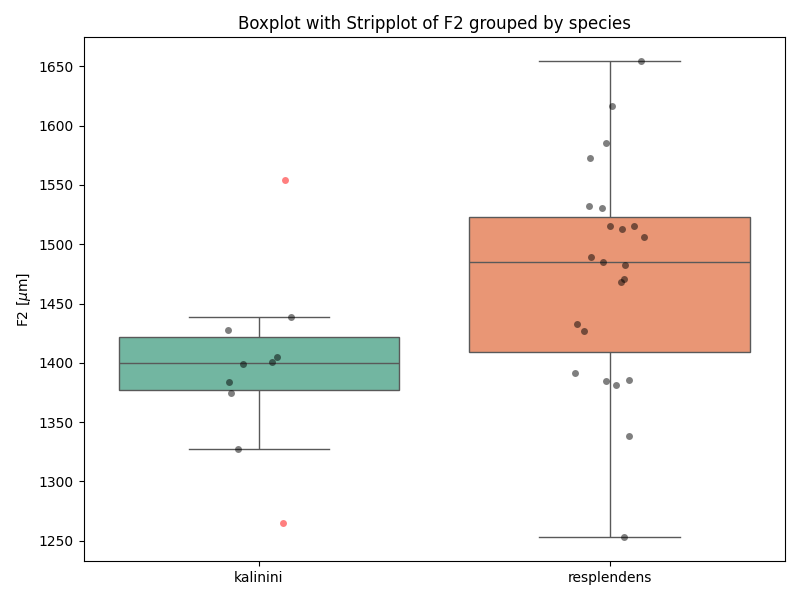 Boxplot with Stripplot of F2 grouped by species
F2 [μm]
1650
1600
1550
1500
1450
1400
1350
1300
1250
kalinini
resplendens